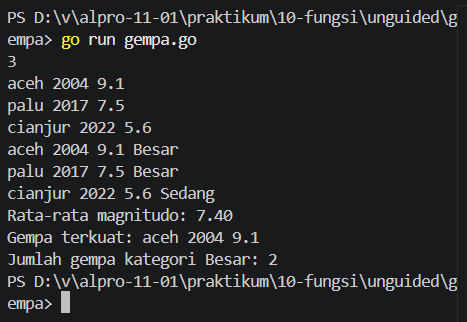 PS D:\v\alpro-11-01\praktikum\10-fungsi\unguided\g
empa> go run gempa.go
3
aceh 2004 9.1
palu 2017 7.5
cianjur 2022 5.6
aceh 2004 9.1 Besar
palu 2017 7.5 Besar
cianjur 2022 5.6 Sedang
Rata-rata magnitudo: 7.40
Gempa terkuat: aceh 2004 9.1
Jumlah gempa kategori Besar: 2
PS D:\v\alpro-11-01\praktikum\10-fungsi\unguided\g
empa>